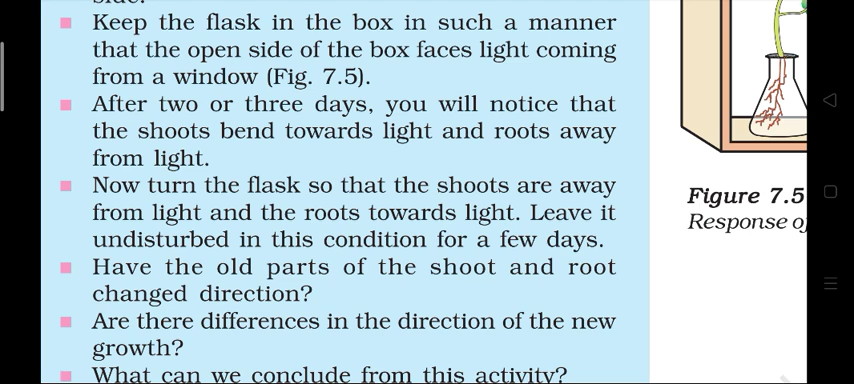 side.
Keep the flask in the box in such a manner
that the open side of the box faces light coming
from a window (Fig. 7.5).
After two or three days, you will notice that
the shoots bend towards light and roots away
from light.
Now turn the flask so that the shoots are away
from light and the roots towards light. Leave it
undisturbed in this condition for a few days.
Have the old parts of the shoot and root
changed direction?
Are there differences in the direction of the new
growth?
What can we conclude from this activity?
Figure 7.5
Response of